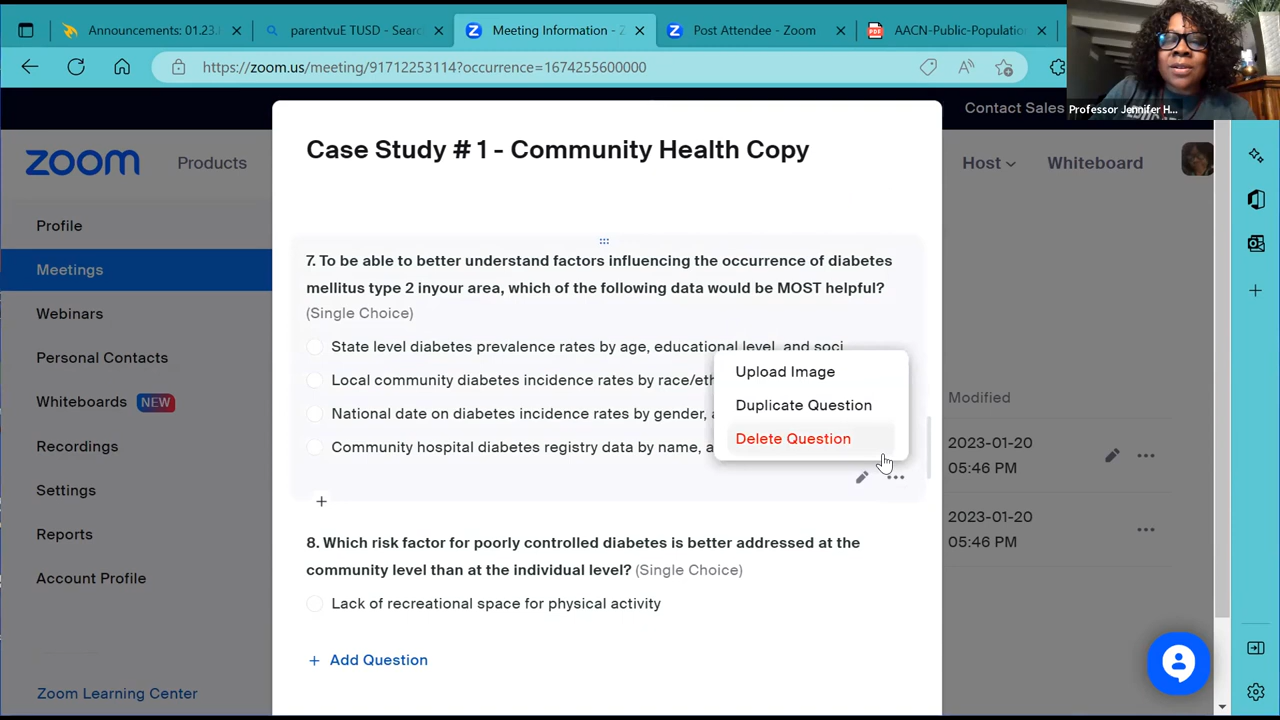 Announcements: 01.23.
parentvuE TUSD - Searc
Meeting Information - Z
Post Attendee - Zoom
AACN-Public-Populatio
https://zoom.us/meeting/91712253114?occurrence=1674255600000
Professor Jennifer H...
Contact Sales
zoom
Products
Host
Whiteboard
Profile
Meetings
Webinars
Personal Contacts
Whiteboards NEW
Recordings
Settings
Reports
Account Profile
Zoom Learning Center
Case Study # 1 - Community Health Copy
7. To be able to better understand factors influencing the occurrence of diabetes
mellitus type 2 inyour area, which of the following data would be MOST helpful?
(Single Choice)
State level diabetes prevalence rates by age, educational level, and soci
Local community diabetes incidence rates by race/eth
National date on diabetes incidence rates by gender, a
Community hospital diabetes registry data by name, a
Upload Image
Duplicate Question
Delete Question
8. Which risk factor for poorly controlled diabetes is better addressed at the
community level than at the individual level? (Single Choice)
Lack of recreational space for physical activity
+ Add Question
Modified
2023-01-20
05:46 PM
2023-01-20
05:46 PM